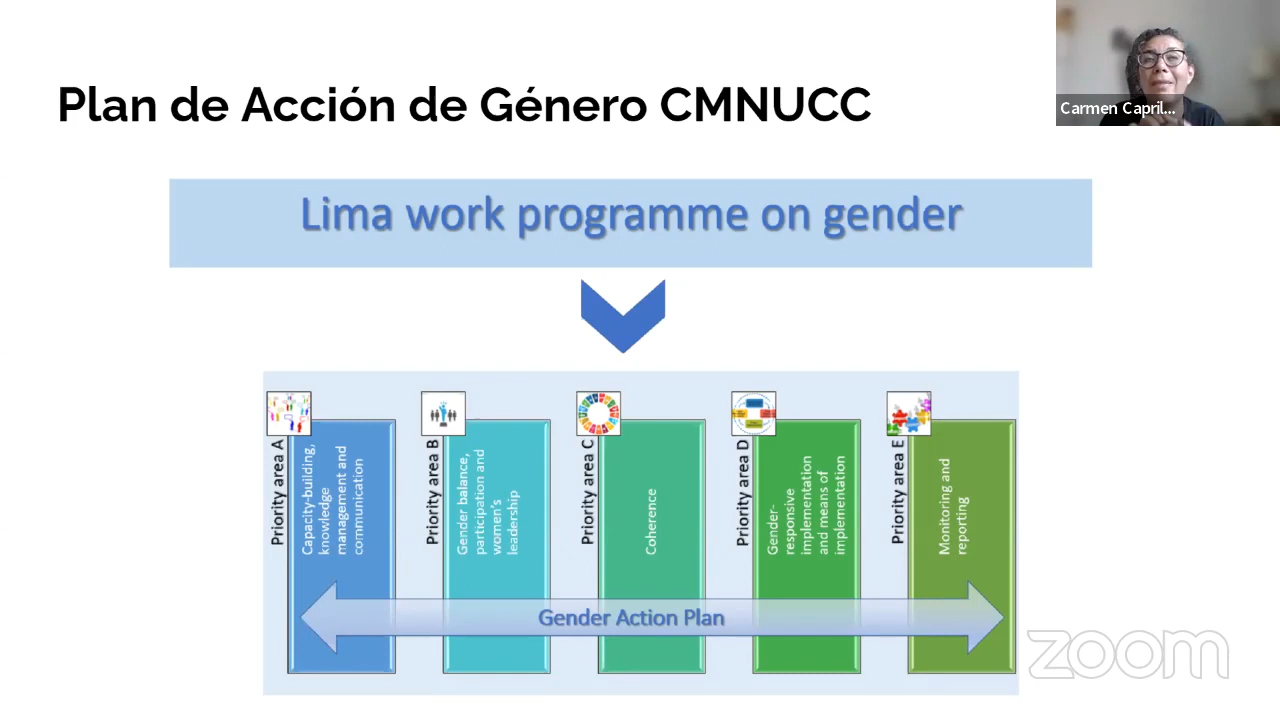 Plan de Acción de Género CMNUCC
Carmen Capril...
Lima work programme on gender
Priority area A
Capacity-building,
knowledge
management and
communication
Priority area B
Gender balance,
participation and
women's
leadership
Priority area C
Coherence
Priority area D
Gender-
responsive
implementation
and means of
implementation
Priority area E
Monitoring and
reporting
Gender Action Plan
zoom